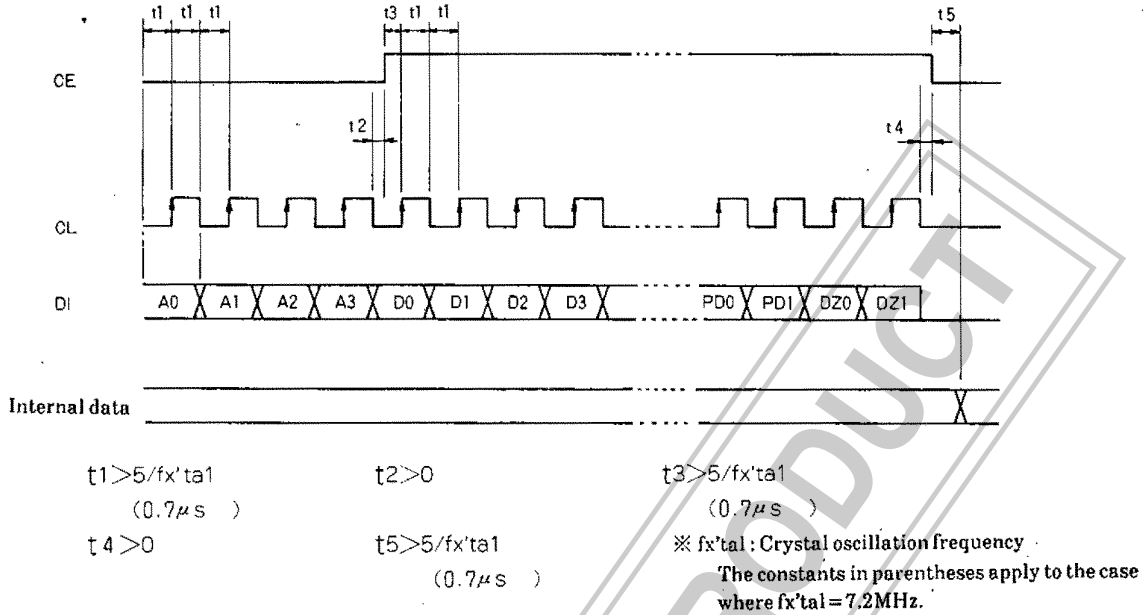 t1 t1 t1 t3 t1 t1 t5
CE
t2 t4
CL
DI A0 A1 A2 A3 D0 D1 D2 D3 PD0 PD1 DZ0 DZ1
Internal data
t1>5/fx'ta1 t2>0 t3>5/fx'ta1
(0.7μs ) (0.7μs )
t4>0 t5>5/fx'ta1 ※ fx'tal : Crystal oscillation frequency
(0.7μs ) The constants in parentheses apply to the case
where fx'tal=7.2MHz.
PRODUCT